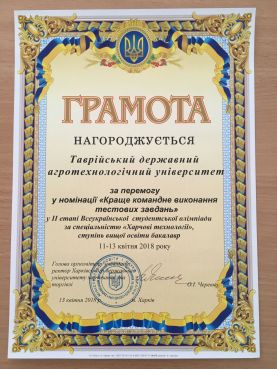 ГРАМОТА
НАГОРОДЖУЄТЬСЯ
Таврійський державний
агротехнологічний університет
за перемогу
у номінації «Краще командне виконання
тестових завдань»
у ІІ етапі Всеукраїнської студентської олімпіади
за спеціальністю «Харчові технології»,
ступінь вищої освіти бакалавр
11-13 квітня 2018 року
Голова
ректор Харківського державного
університету харчування та
торгівлі
О.І. Черевко
13 квітня 2018 р.
м. Харків